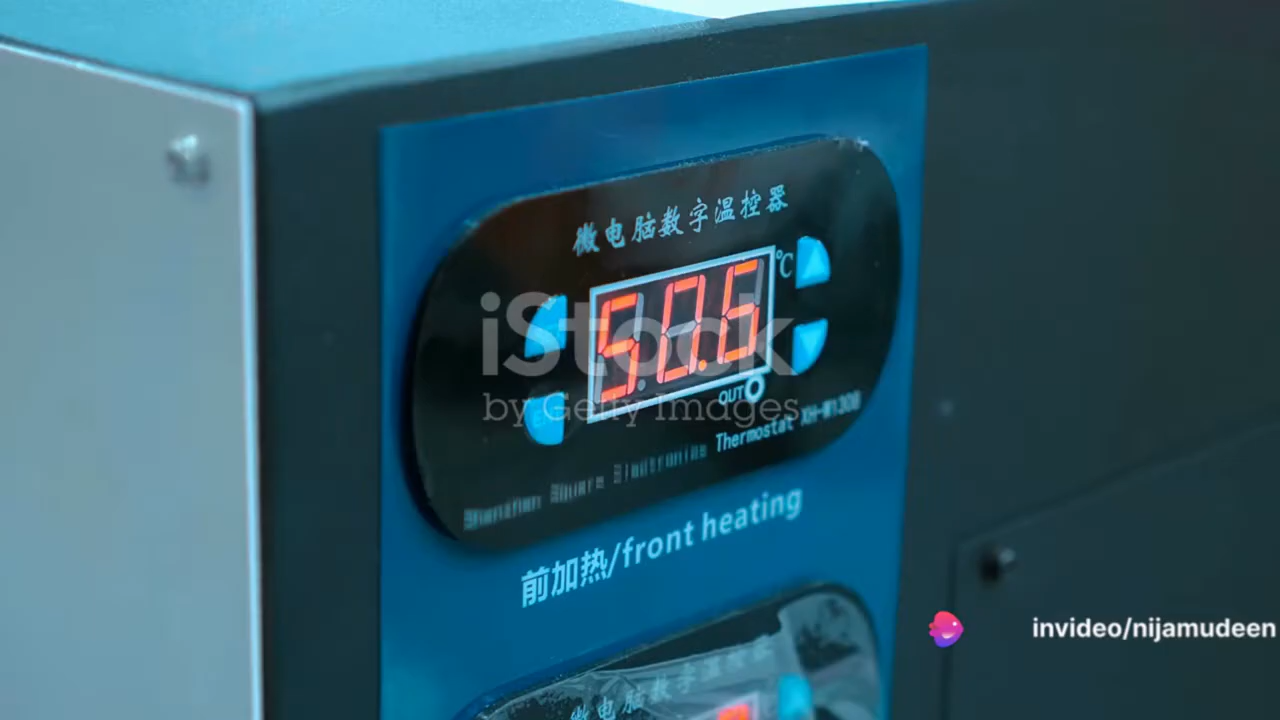 微电脑数字温控器
50.6
℃
iStock
by Getty Images
OUT
Thermostat XH-W1308
Shenzhen Square Electronics
前加热/front heating
invideo/nijamudeen
微电脑数字温控器